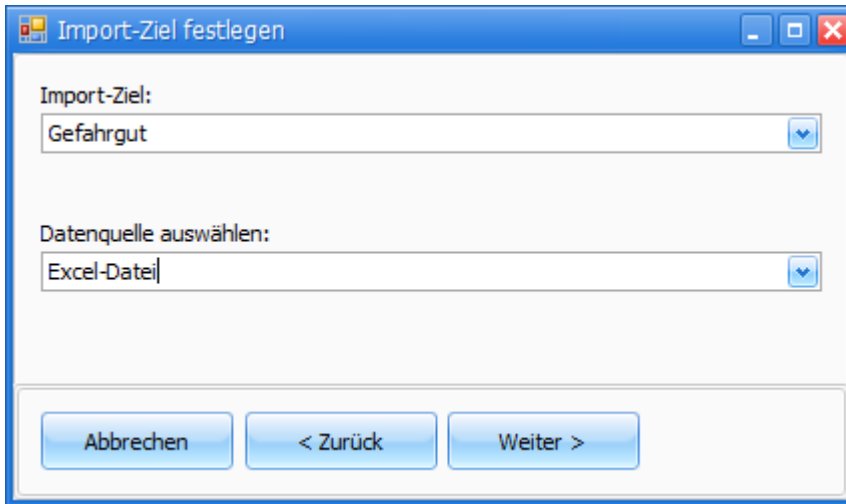 Import-Ziel festlegen
Import-Ziel:
Gefahrgut
Datenquelle auswählen:
Excel-Datei
Abbrechen
< Zurück
Weiter >